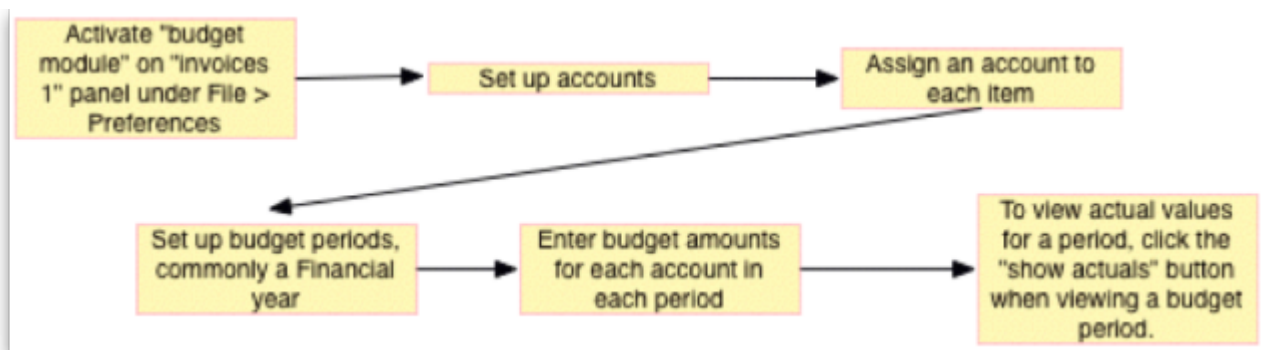 Activate "budget
module" on "invoices
1" panel under File >
Preferences
Set up accounts
Assign an account to
each item
Set up budget periods,
commonly a Financial
year
Enter budget amounts
for each account in
each period
To view actual values
for a period, click the
"show actuals" button
when viewing a budget
period.